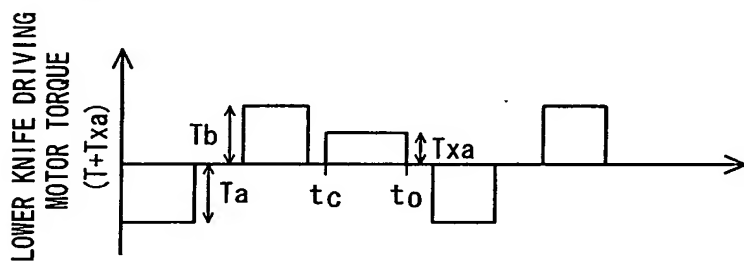 LOWER KNIFE DRIVING
MOTOR TORQUE
(T+Txa)
Tb
Ta
tc
to
Txa